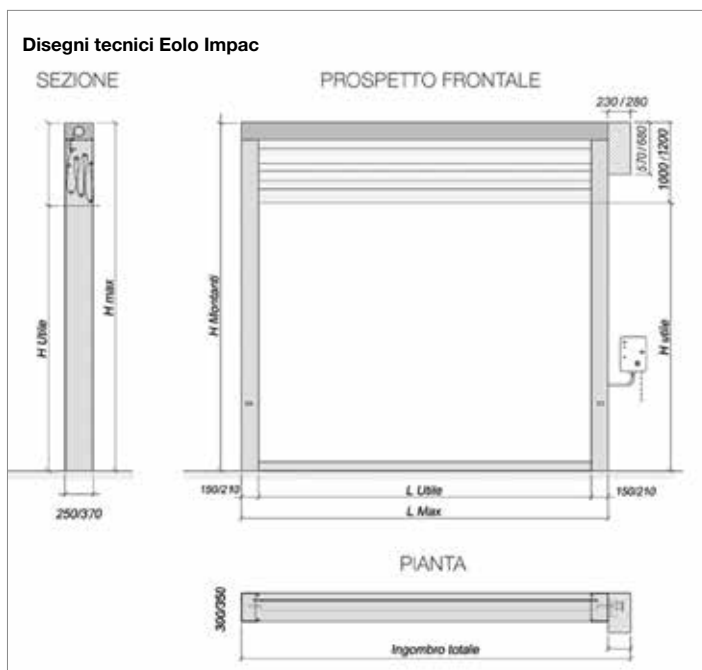 Disegni tecnici Eolo Impac
SEZIONE
PROSPETTO FRONTALE
230 / 280
570 / 680
1000 / 1200
H Utile
H max
H Montanti
H utile
150/210
L Utile
150/210
L Max
250/370
PIANTA
300/350
Ingombro totale